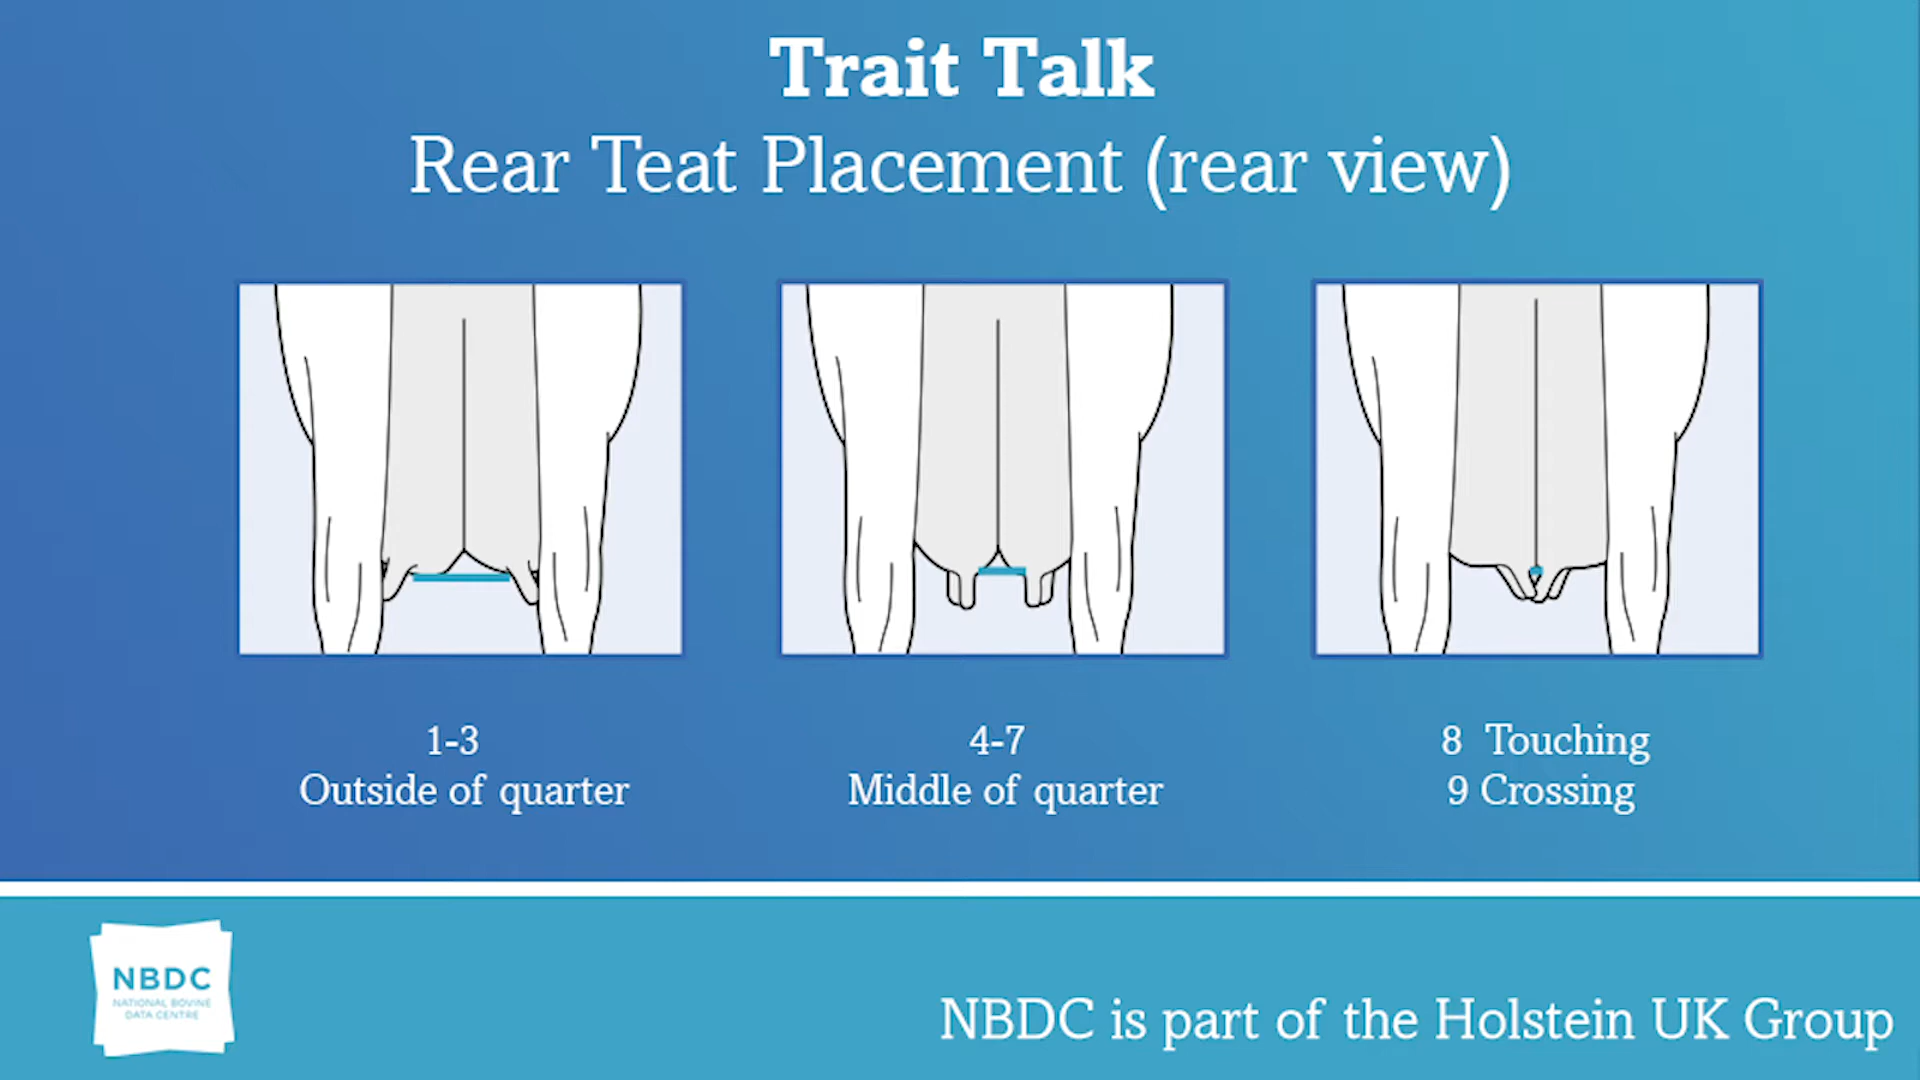 Trait Talk
Rear Teat Placement (rear view)
1-3
Outside of quarter
4-7
Middle of quarter
8 Touching
9 Crossing
NBDC
NATIONAL BOVINE
DATA CENTRE
NBDC is part of the Holstein UK Group